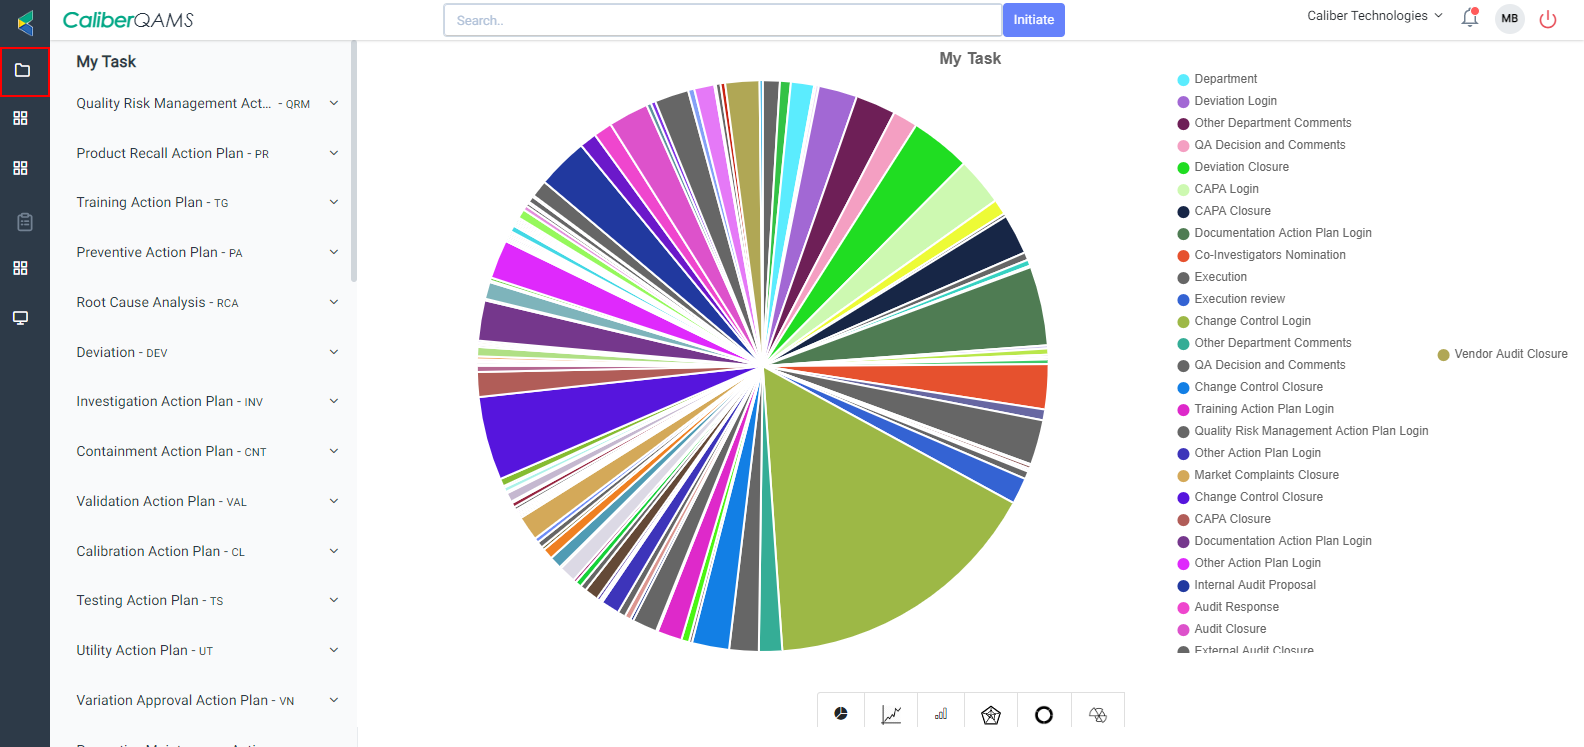 CaliberQAMS
Search..
Initiate
Caliber Technologies
MB
My Task
Quality Risk Management Act... - QRM
Product Recall Action Plan - PR
Training Action Plan - TG
Preventive Action Plan - PA
Root Cause Analysis - RCA
Deviation - DEV
Investigation Action Plan - INV
Containment Action Plan - CNT
Validation Action Plan - VAL
Calibration Action Plan - CL
Testing Action Plan - TS
Utility Action Plan - UT
Variation Approval Action Plan - VN
My Task
Department
Deviation Login
Other Department Comments
QA Decision and Comments
Deviation Closure
CAPA Login
CAPA Closure
Documentation Action Plan Login
Co-Investigators Nomination
Execution
Execution review
Change Control Login
Other Department Comments
QA Decision and Comments
Change Control Closure
Training Action Plan Login
Quality Risk Management Action Plan Login
Other Action Plan Login
Market Complaints Closure
Change Control Closure
CAPA Closure
Documentation Action Plan Login
Other Action Plan Login
Internal Audit Proposal
Audit Response
Audit Closure
External Audit Closure
Vendor Audit Closure